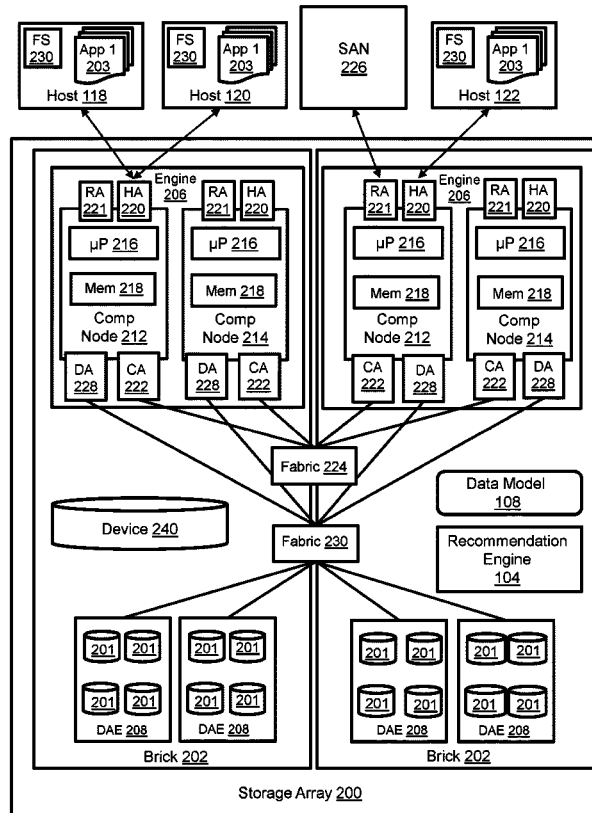 FS
230
App 1
203
Host 118
FS
230
App 1
203
Host 120
SAN
226
FS
230
App 1
203
Host 122
Engine
206
RA
221
HA
220
RA
221
HA
220
µP 216
µP 216
Mem 218
Mem 218
Comp
Node 212
Comp
Node 214
DA
228
CA
222
DA
228
CA
222
Engine
206
RA
221
HA
220
RA
221
HA
220
µP 216
µP 216
Mem 218
Mem 218
Comp
Node 212
Comp
Node 214
CA
222
DA
228
CA
222
DA
228
Fabric 224
Device 240
Fabric 230
Data Model
108
Recommendation
Engine
104
201 201 201 201
201 201 201 201
DAE 208 DAE 208
Brick 202
201 201 201 201
201 201 201 201
DAE 208 DAE 208
Brick 202
Storage Array 200